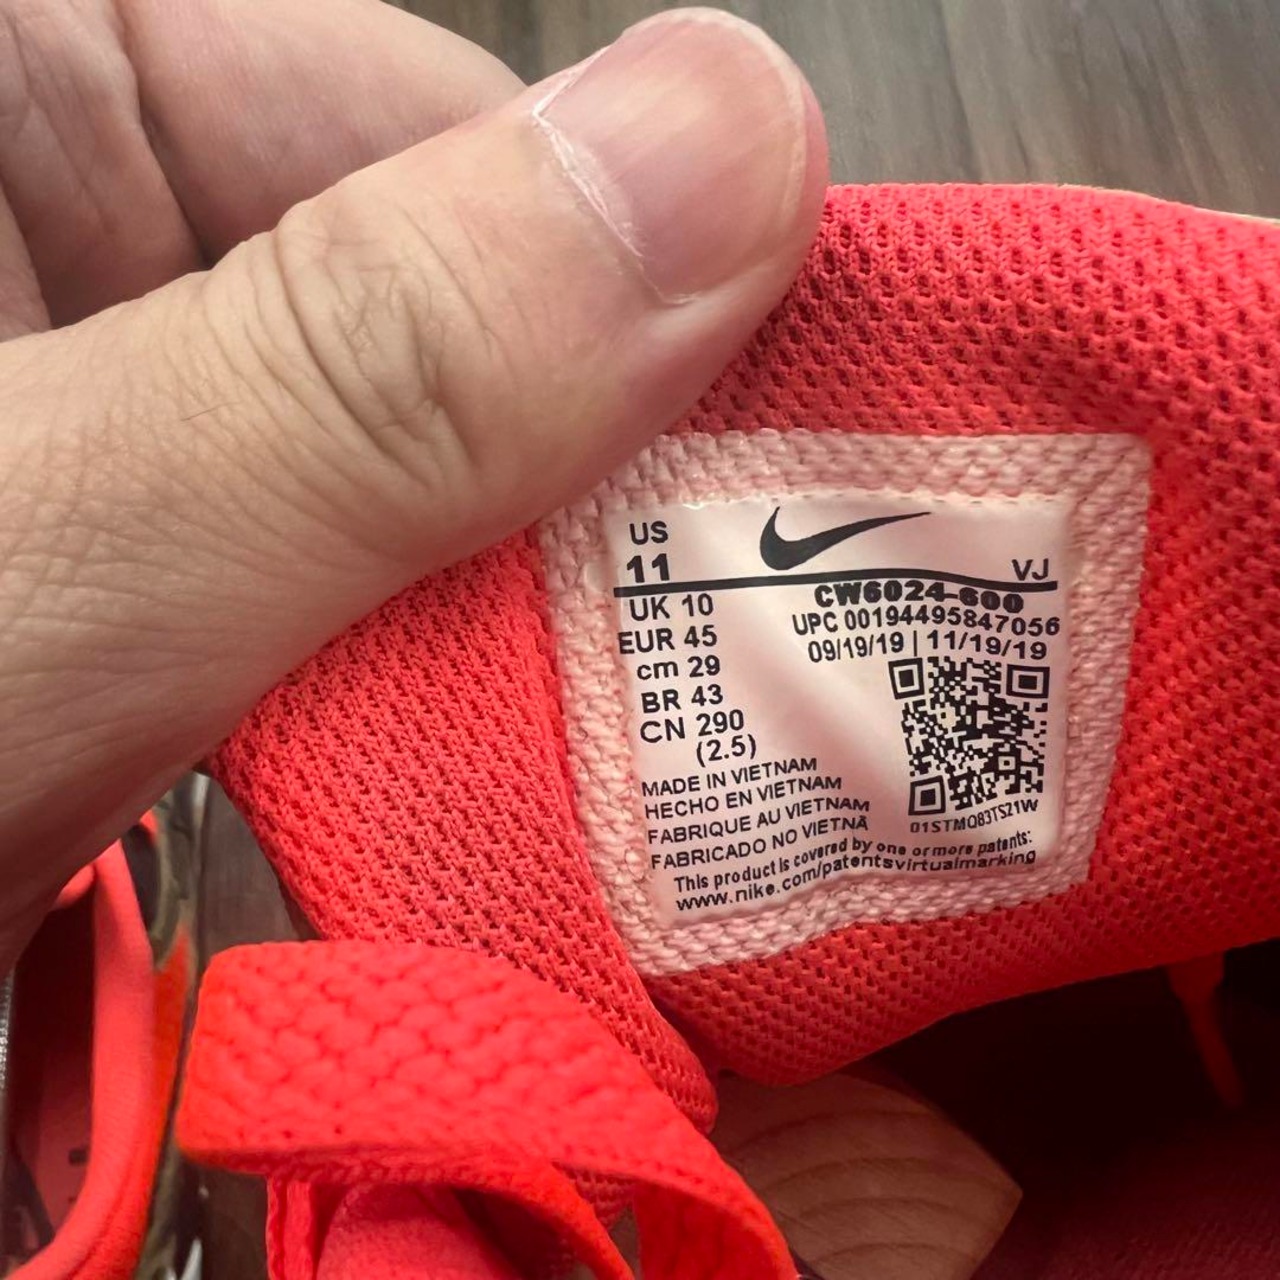 US
11
VJ
UK 10
EUR 45
cm 29
BR 43
CN 290
(2.5)
CW6024-600
UPC 00194495847056
09/19/19 | 11/19/19
01STMQ83TS21W
MADE IN VIETNAM
HECHO EN VIETNAM
FABRIQUE AU VIETNAM
FABRICADO NO VIETNÃ
This product is covered by one or more patents:
www.nike.com/patentsvirtualmarking